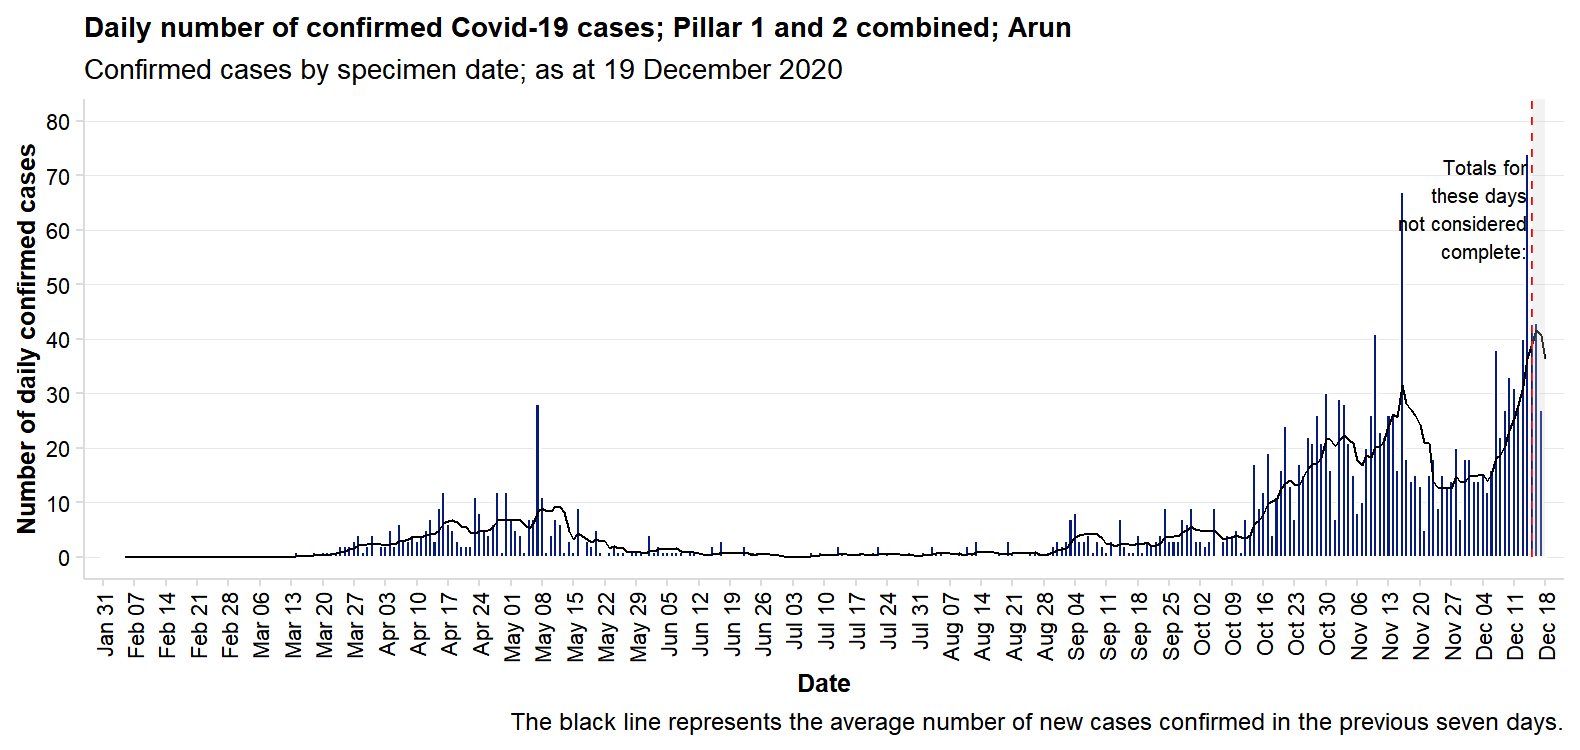 Daily number of confirmed Covid-19 cases; Pillar 1 and 2 combined; Arun
Confirmed cases by specimen date; as at 19 December 2020
Number of daily confirmed cases
80
70
60
50
40
30
20
10
0
Totals for
these days
not considered
complete:
Jan 31
Feb 07
Feb 14
Feb 21
Feb 28
Mar 06
Mar 13
Mar 20
Mar 27
Apr 03
Apr 10
Apr 17
Apr 24
May 01
May 08
May 15
May 22
May 29
Jun 05
Jun 12
Jun 19
Jun 26
Jul 03
Jul 10
Jul 17
Jul 24
Jul 31
Aug 07
Aug 14
Aug 21
Aug 28
Sep 04
Sep 11
Sep 18
Sep 25
Oct 02
Oct 09
Oct 16
Oct 23
Oct 30
Nov 06
Nov 13
Nov 20
Nov 27
Dec 04
Dec 11
Dec 18
Date
The black line represents the average number of new cases confirmed in the previous seven days.